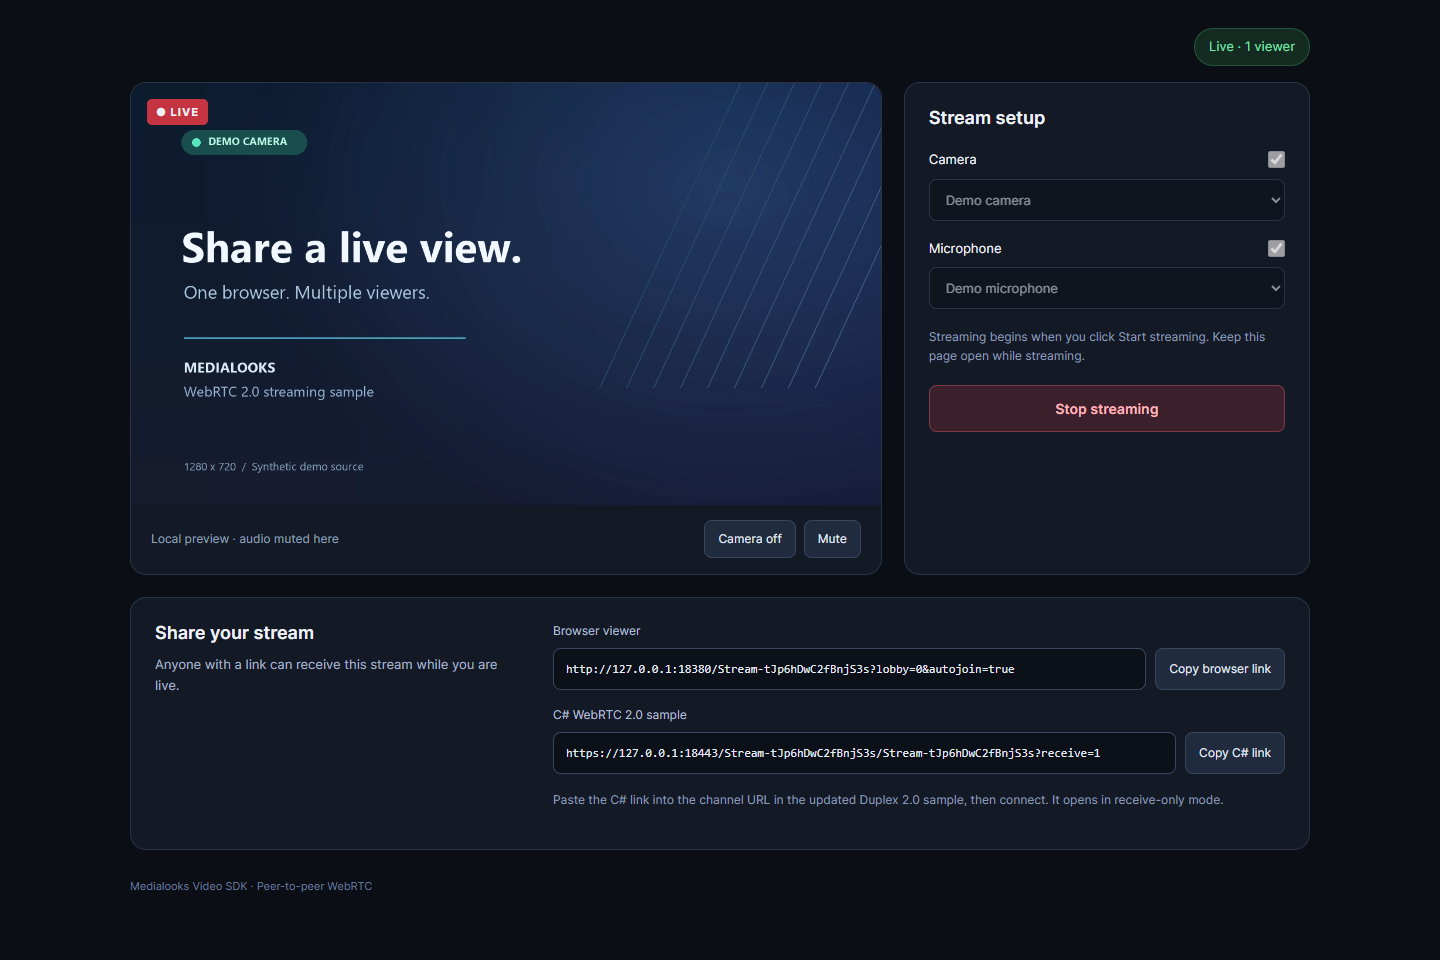 Live · 1 viewer
LIVE
DEMO CAMERA
Share a live view.
One browser. Multiple viewers.
MEDIALOOKS
WebRTC 2.0 streaming sample
1280 x 720 / Synthetic demo source
Local preview · audio muted here
Camera off
Mute
Stream setup
Camera
Demo camera
Microphone
Demo microphone
Streaming begins when you click Start streaming. Keep this
page open while streaming.
Stop streaming
Share your stream
Anyone with a link can receive this stream while you are
live.
Browser viewer
http://127.0.0.1:18380/Stream-tJp6hDwC2fBnjS3s?lobby=0&autojoin=true
Copy browser link
C# WebRTC 2.0 sample
https://127.0.0.1:18443/Stream-tJp6hDwC2fBnjS3s/Stream-tJp6hDwC2fBnjS3s?receive=1
Copy C# link
Paste the C# link into the channel URL in the updated Duplex 2.0 sample, then connect. It opens in receive-only mode.
Medialooks Video SDK · Peer-to-peer WebRTC